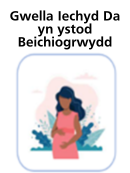 Gwella Iechyd Da
yn ystod
Beichiogrwydd